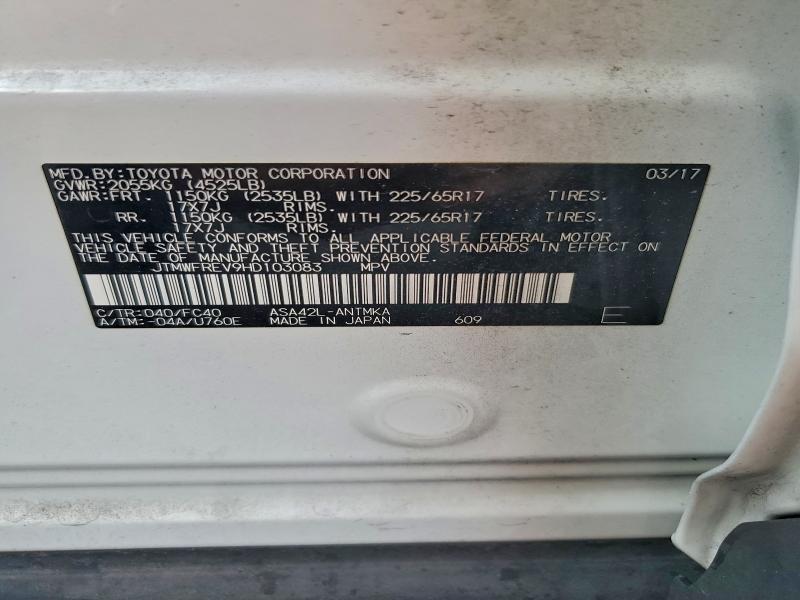 MFD.BY:TOYOTA MOTOR CORPORATION 03/17
GVWR:2055KG (4525LB)
GAWR:FRT. 1150KG (2535LB) WITH 225/65R17 TIRES.
17X7J RIMS.
RR. 1150KG (2535LB) WITH 225/65R17 TIRES.
17X7J RIMS.
THIS VEHICLE CONFORMS TO ALL APPLICABLE FEDERAL MOTOR
VEHICLE SAFETY AND THEFT PREVENTION STANDARDS IN EFFECT ON
THE DATE OF MANUFACTURE SHOWN ABOVE.
JTMWFREV9HD103083 MPV
C/TR:040/FC40 ASA42L-ANTMKA
A/TM:-04A/U760E MADE IN JAPAN 609 E